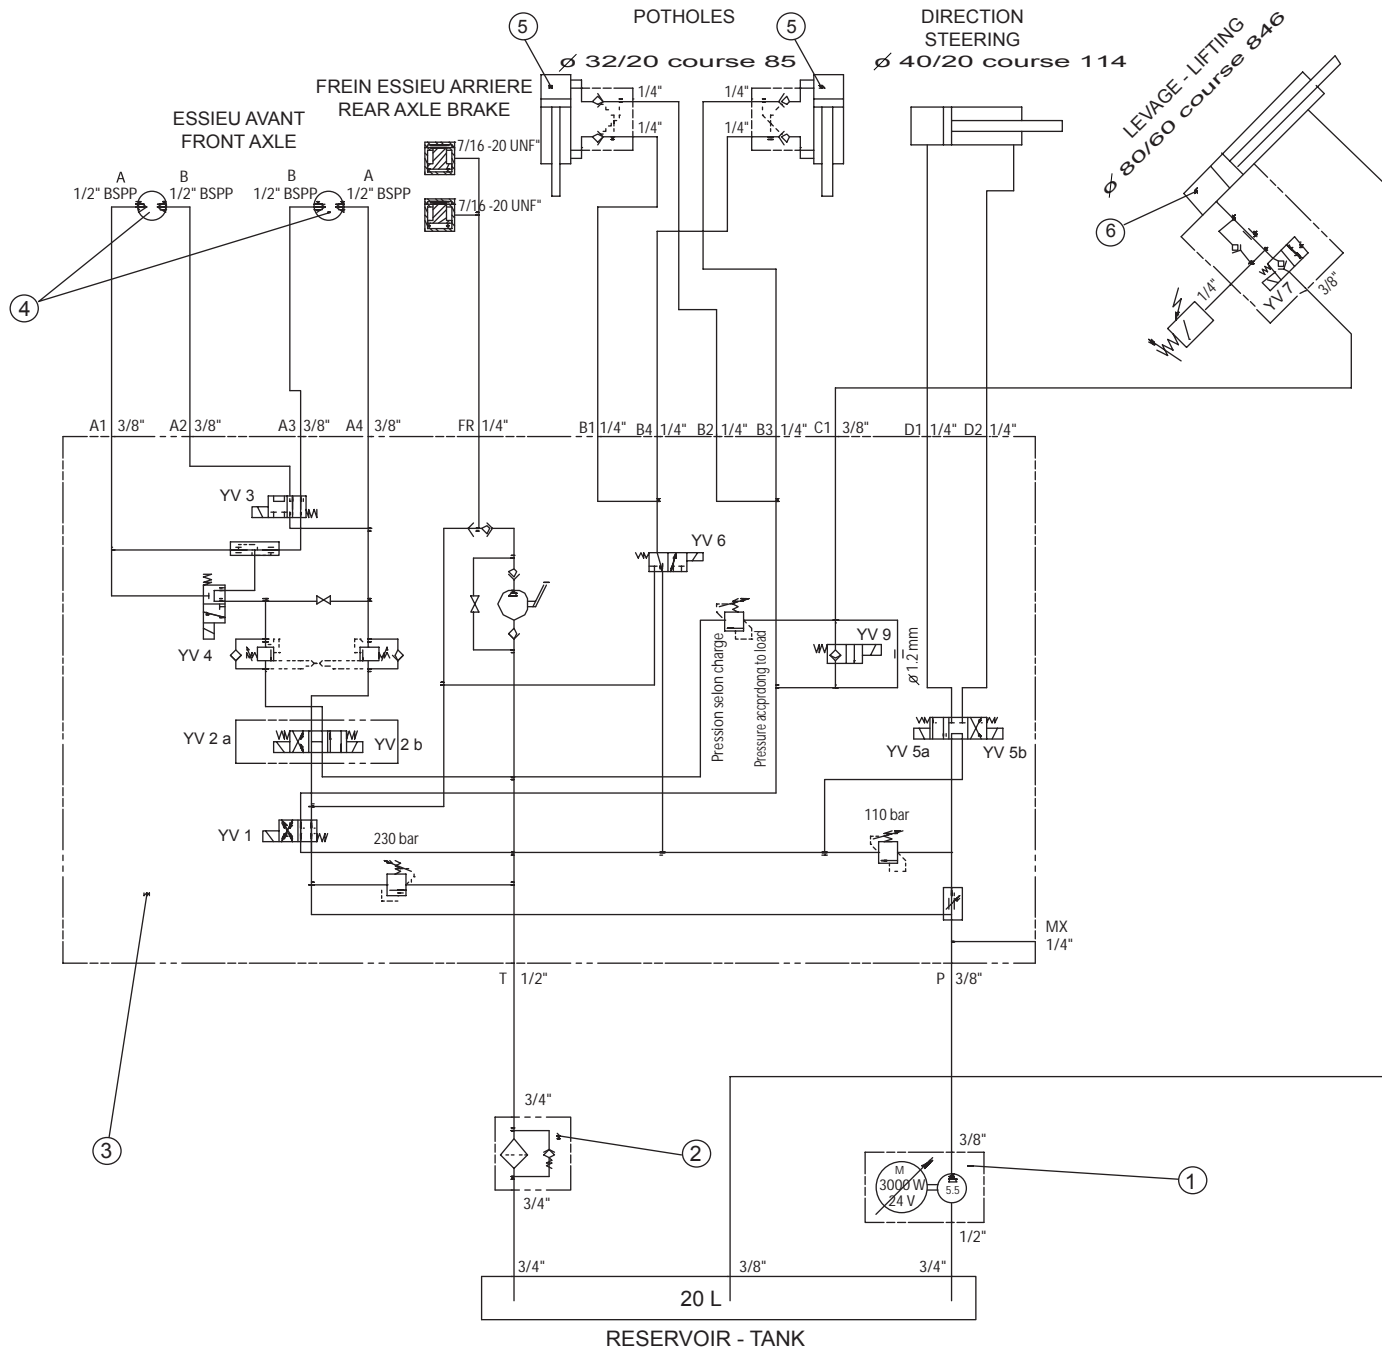 5
POTHOLES
5
DIRECTION
STEERING
ø 32/20 course 85
ø 40/20 course 114
LEVAGE - LIFTING
ø 80/60 course 846
FREIN ESSIEU ARRIERE
REAR AXLE BRAKE
ESSIEU AVANT
FRONT AXLE
7/16 -20 UNF"
7/16 -20 UNF"
1/4"
1/4"
1/4"
1/4"
A
1/2" BSPP
B
1/2" BSPP
B
1/2" BSPP
A
1/2" BSPP
4
6
1/4"
YV 7
3/8"
A1 3/8"
A2 3/8"
A3 3/8"
A4 3/8"
FR 1/4"
B1 1/4"
B4 1/4"
B2 1/4"
B3 1/4"
C1 3/8"
D1 1/4"
D2 1/4"
YV 3
YV 6
YV 4
YV 9
ø 1.2 mm
Pression selon charge
Pressure accprdong to load
YV 2 a
YV 2 b
YV 5a
YV 5b
YV 1
230 bar
110 bar
MX
1/4"
T 1/2"
P 3/8"
3
3/4"
2
3/4"
3/8"
1
M
3000 W
24 V
5.5
1/2"
3/4"
3/8"
3/4"
20 L
RESERVOIR - TANK